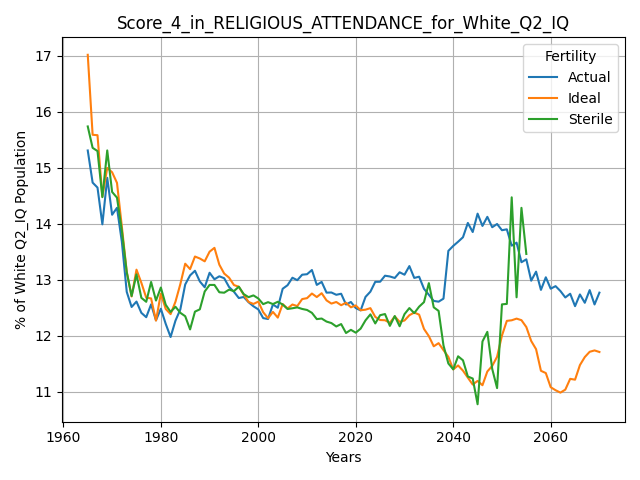 Score_4_in_RELIGIOUS_ATTENDANCE_for_White_Q2_IQ
Fertility
Actual
Ideal
Sterile
% of White Q2_IQ Population
17
16
15
14
13
12
11
1960
1980
2000
2020
2040
2060
Years